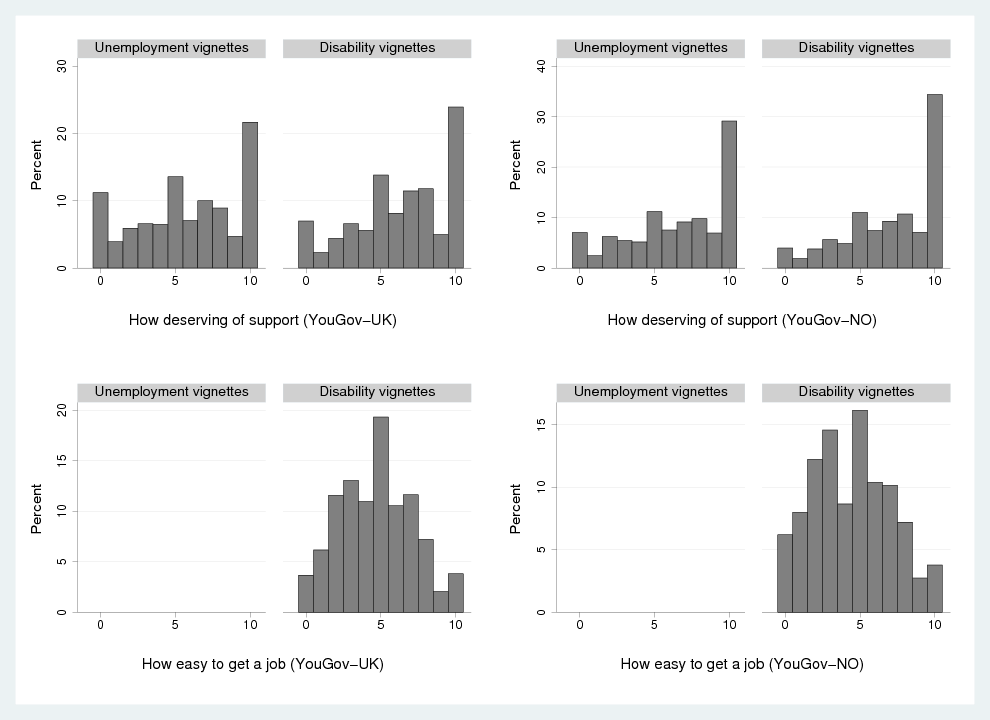 Unemployment vignettes Disability vignettes
Percent
0 10 20 30
0 5 10 0 5 10
How deserving of support (YouGov–UK)
Unemployment vignettes Disability vignettes
Percent
0 10 20 30 40
0 5 10 0 5 10
How deserving of support (YouGov–NO)
Unemployment vignettes Disability vignettes
Percent
0 5 10 15 20
0 5 10 0 5 10
How easy to get a job (YouGov–UK)
Unemployment vignettes Disability vignettes
Percent
0 5 10 15
0 5 10 0 5 10
How easy to get a job (YouGov–NO)